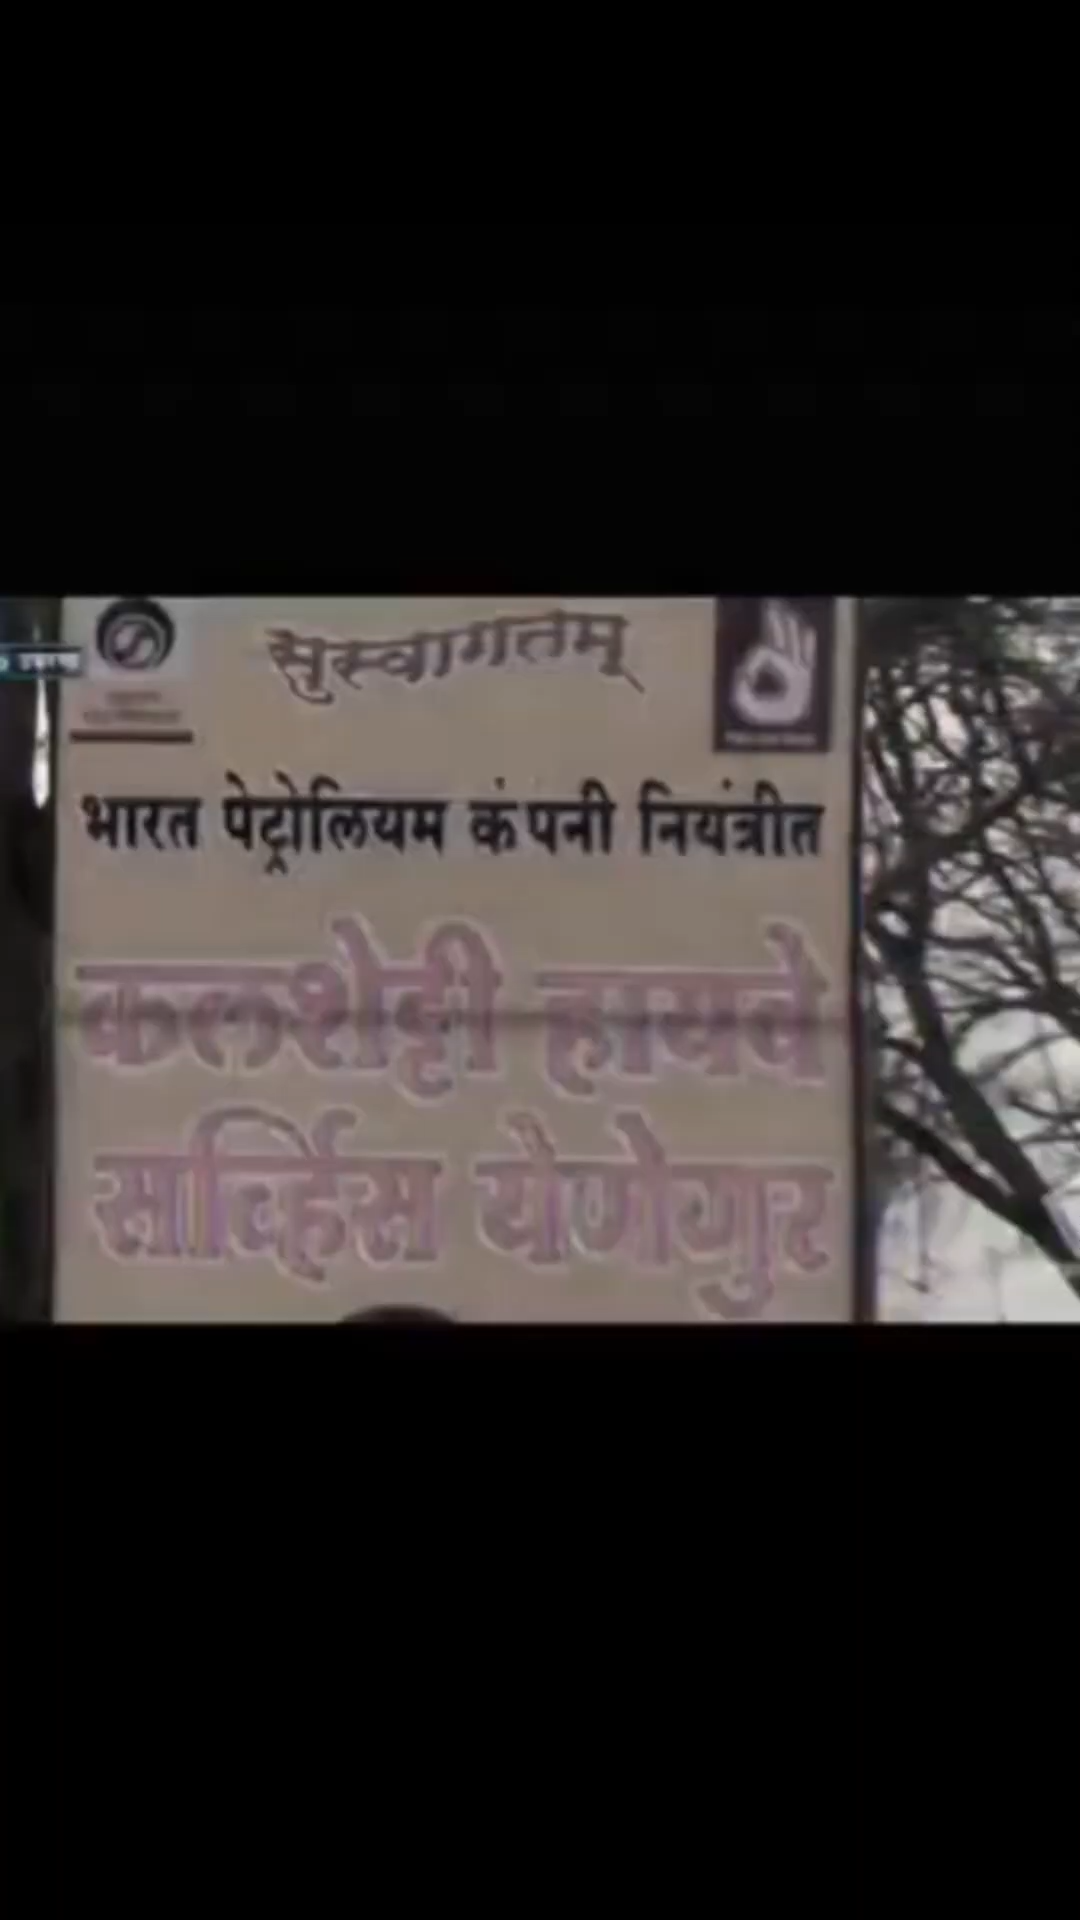 सुस्वागतम्
भारत पेट्रोलियम कंपनी नियंत्रीत
कलशेट्टी हायवे
सर्व्हिस येणेगुर